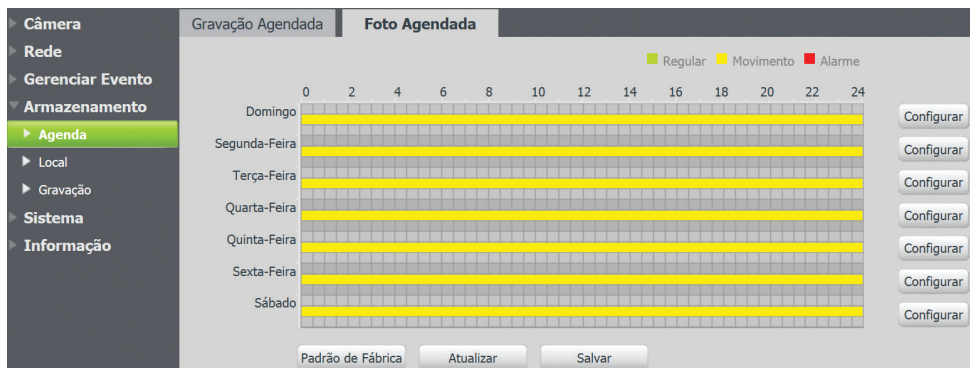 Câmera
Rede
Gerenciar Evento
Armazenamento
Agenda
Local
Gravação
Sistema
Informação
Gravação Agendada Foto Agendada
Regular Movimento Alarme
0 2 4 6 8 10 12 14 16 18 20 22 24
Domingo Configurar
Segunda-Feira Configurar
Terça-Feira Configurar
Quarta-Feira Configurar
Quinta-Feira Configurar
Sexta-Feira Configurar
Sábado Configurar
Padrão de Fábrica Atualizar Salvar